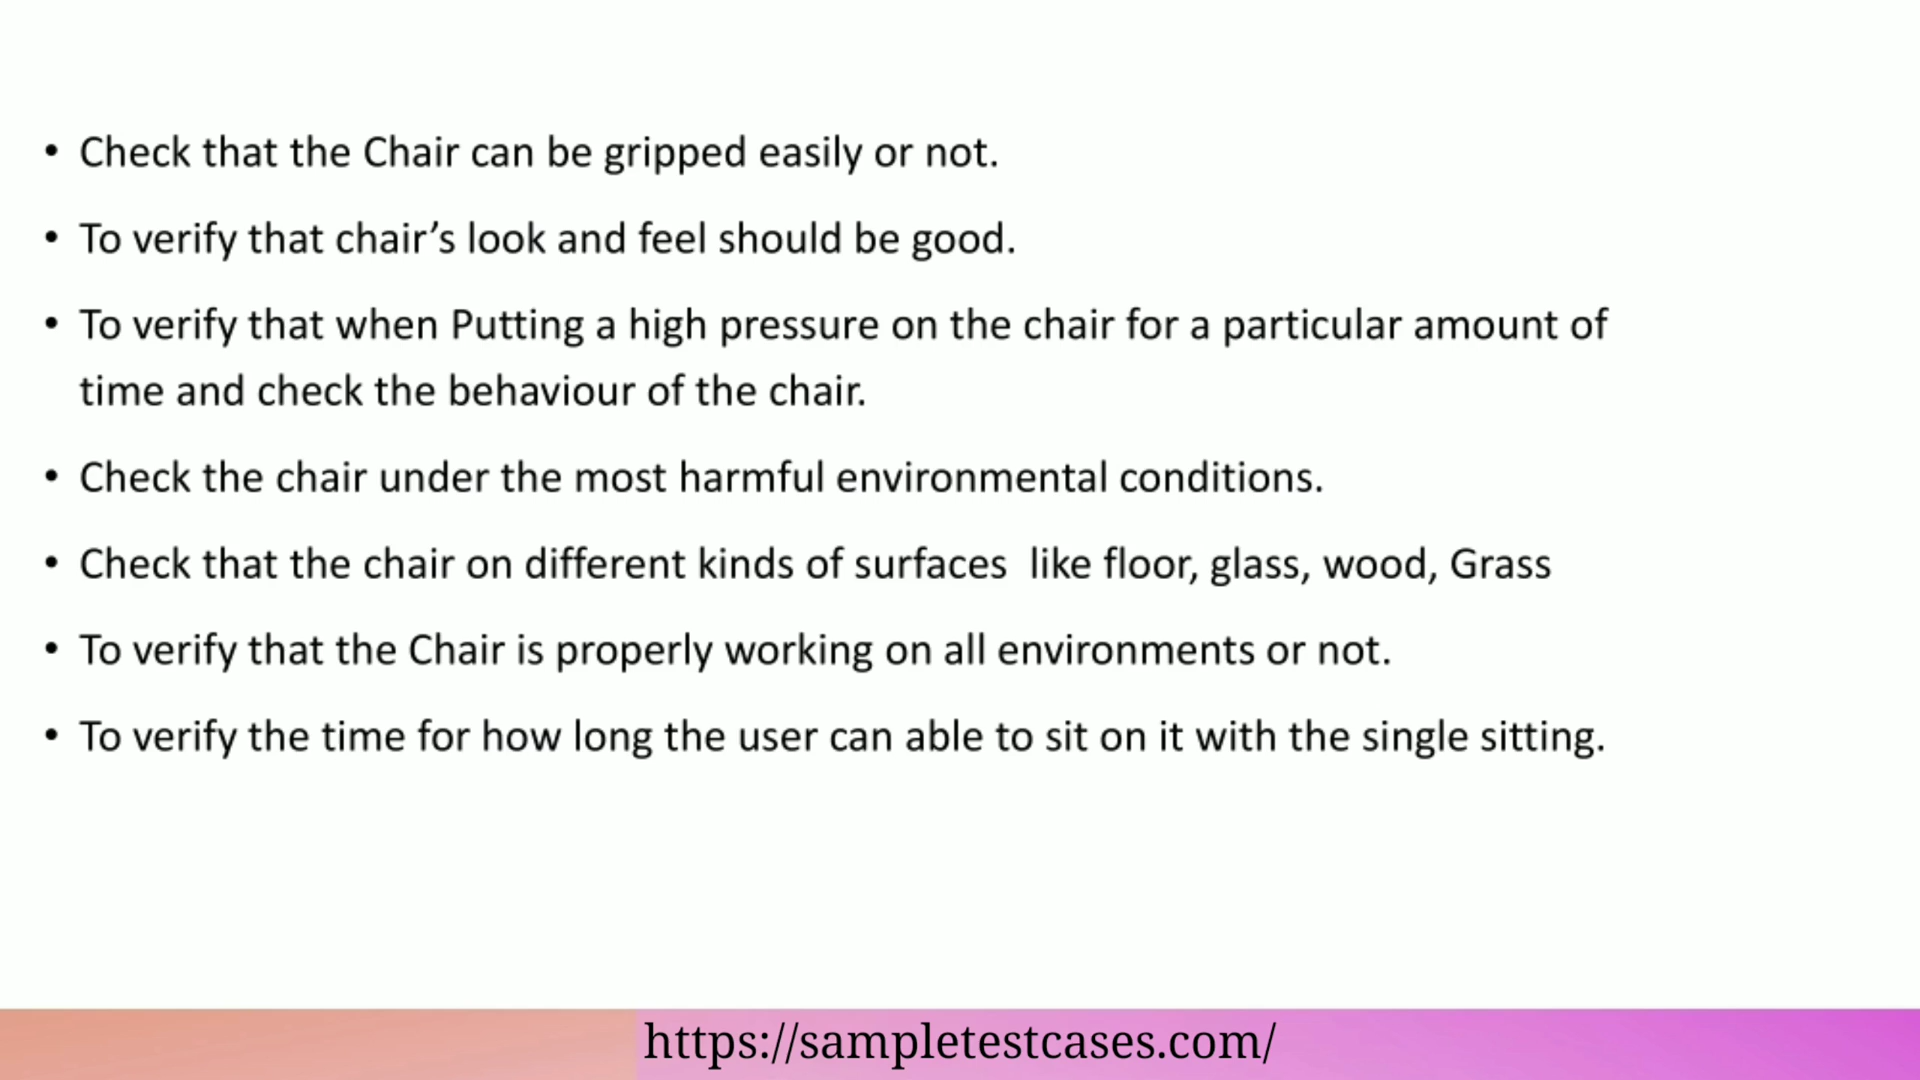 • Check that the Chair can be gripped easily or not.
• To verify that chair’s look and feel should be good.
• To verify that when Putting a high pressure on the chair for a particular amount of
time and check the behaviour of the chair.
• Check the chair under the most harmful environmental conditions.
• Check that the chair on different kinds of surfaces  like floor, glass, wood, Grass
• To verify that the Chair is properly working on all environments or not.
• To verify the time for how long the user can able to sit on it with the single sitting.
https://sampletestcases.com/